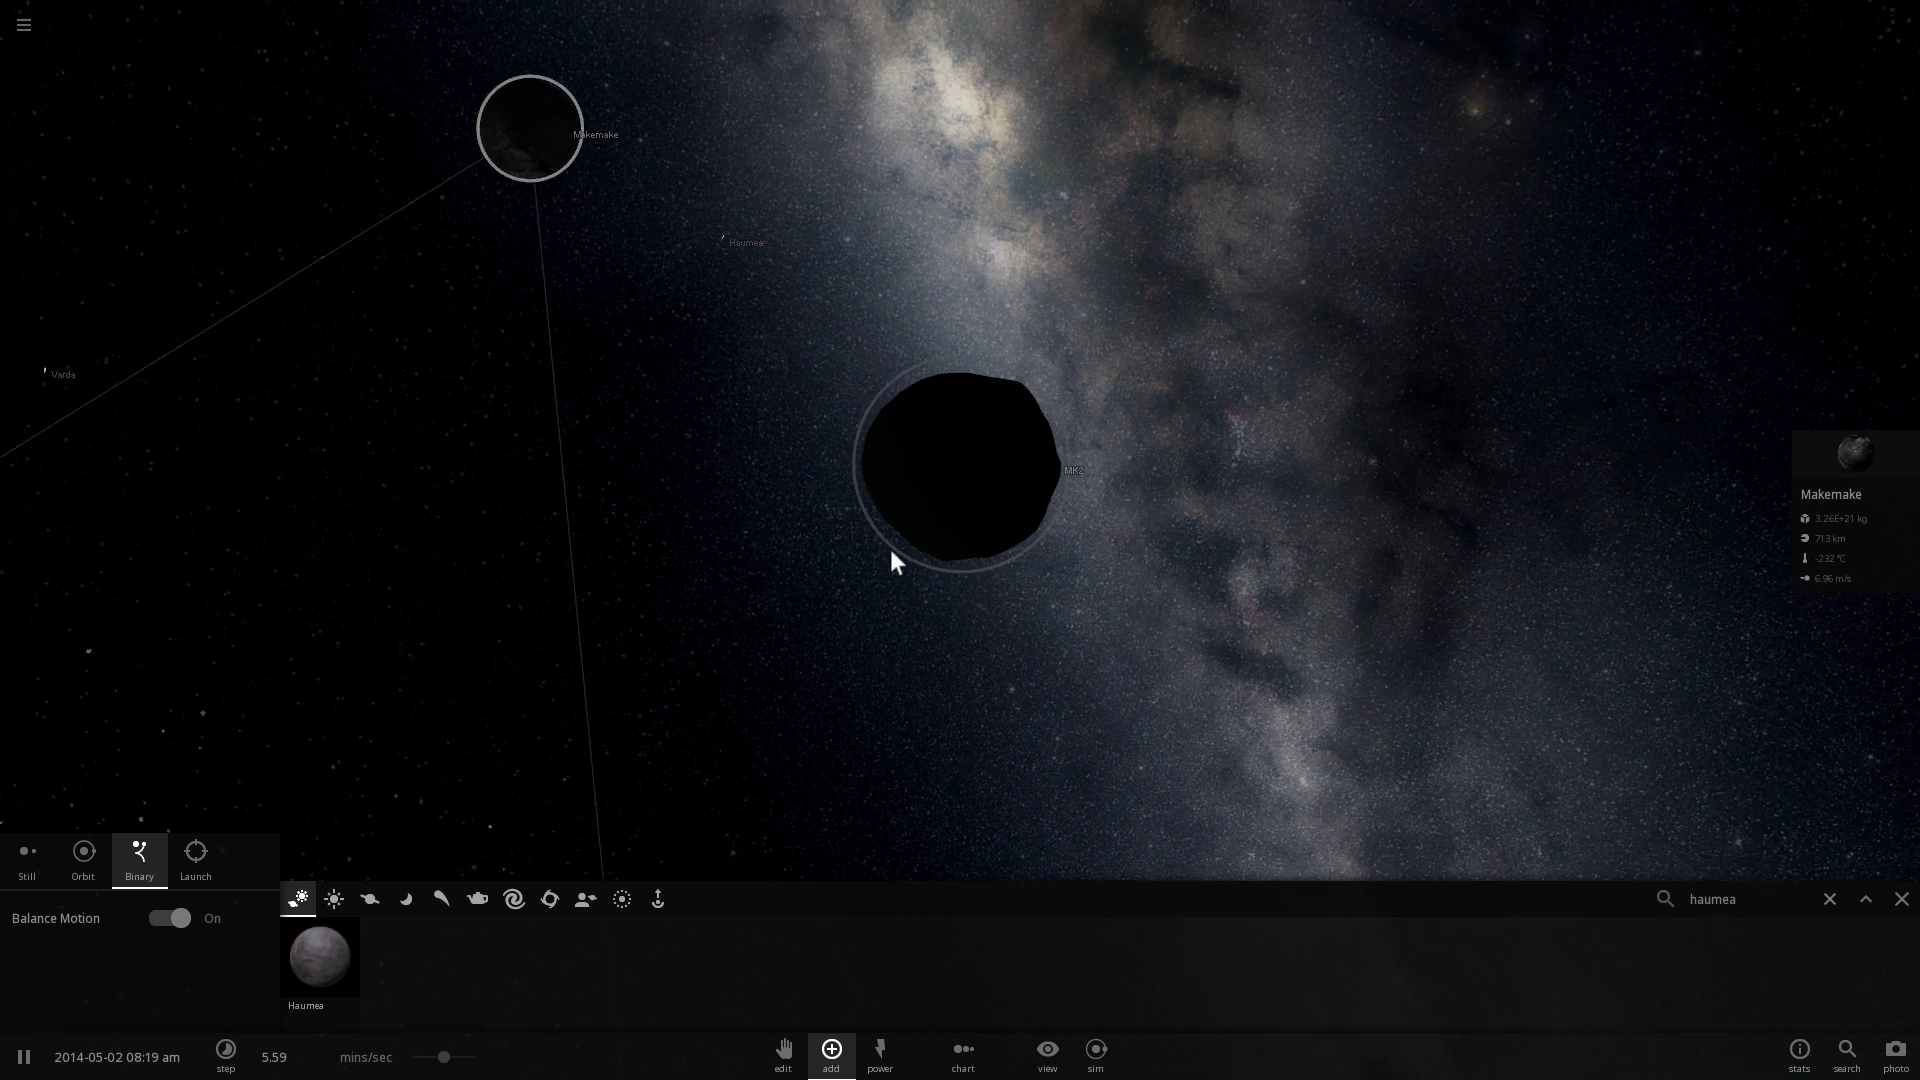 Makemake
Haumea
Varda
MK2
Makemake
3.26E+21 kg
713 km
-232 °C
6.96 m/s
Still
Orbit
Binary
Launch
Balance Motion
On
haumea
Haumea
2014-05-02 08:19 am
step
5.59
mins/sec
edit
add
power
chart
view
sim
stats
search
photo